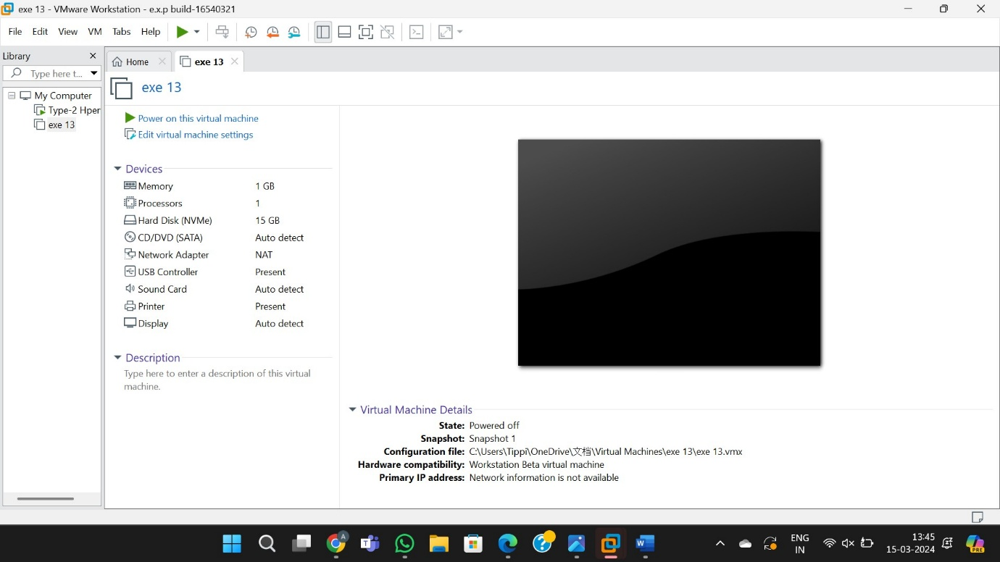 exe 13 - VMware Workstation - e.x.p build-16540321
File Edit View VM Tabs Help
Library
Type here t...
My Computer
Type-2 Hper
exe 13
Home
exe 13
exe 13
Power on this virtual machine
Edit virtual machine settings
Devices
Memory 1 GB
Processors 1
Hard Disk (NVMe) 15 GB
CD/DVD (SATA) Auto detect
Network Adapter NAT
USB Controller Present
Sound Card Auto detect
Printer Present
Display Auto detect
Description
Type here to enter a description of this virtual
machine.
Virtual Machine Details
State: Powered off
Snapshot: Snapshot 1
Configuration file: C:\Users\Tippi\OneDrive\文档\Virtual Machines\exe 13\exe 13.vmx
Hardware compatibility: Workstation Beta virtual machine
Primary IP address: Network information is not available
A
ENG
IN
13:45
15-03-2024
PRE